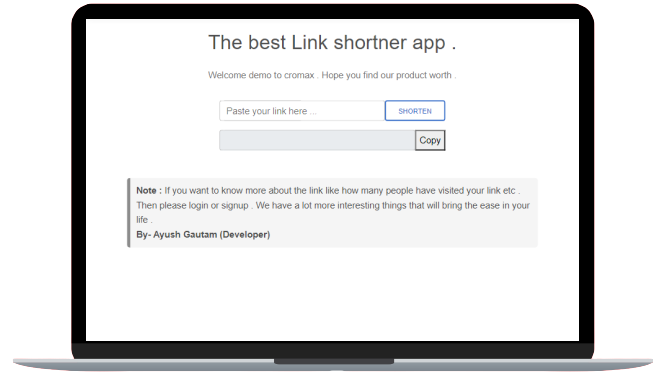 The best Link shortner app .
Welcome demo to cromax . Hope you find our product worth .
Paste your link here ...
SHORTEN
Copy
Note : If you want to know more about the link like how many people have visited your link etc .
Then please login or signup . We have a lot more interesting things that will bring the ease in your
life .
By- Ayush Gautam (Developer)